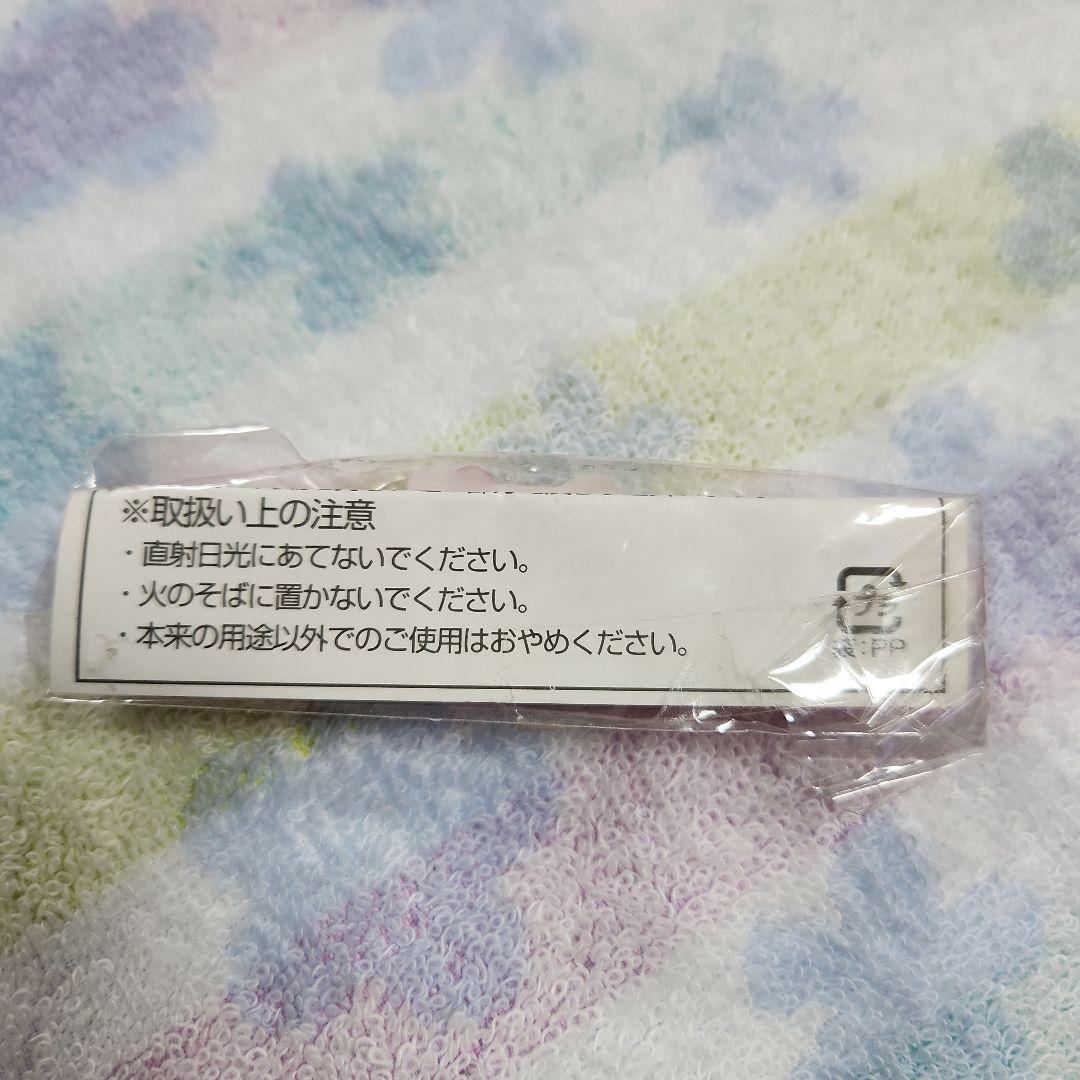 ※取扱い上の注意
・直射日光にあてないでください。
・火のそばに置かないでください。
・本来の用途以外でのご使用はおやめください。
袋:PP